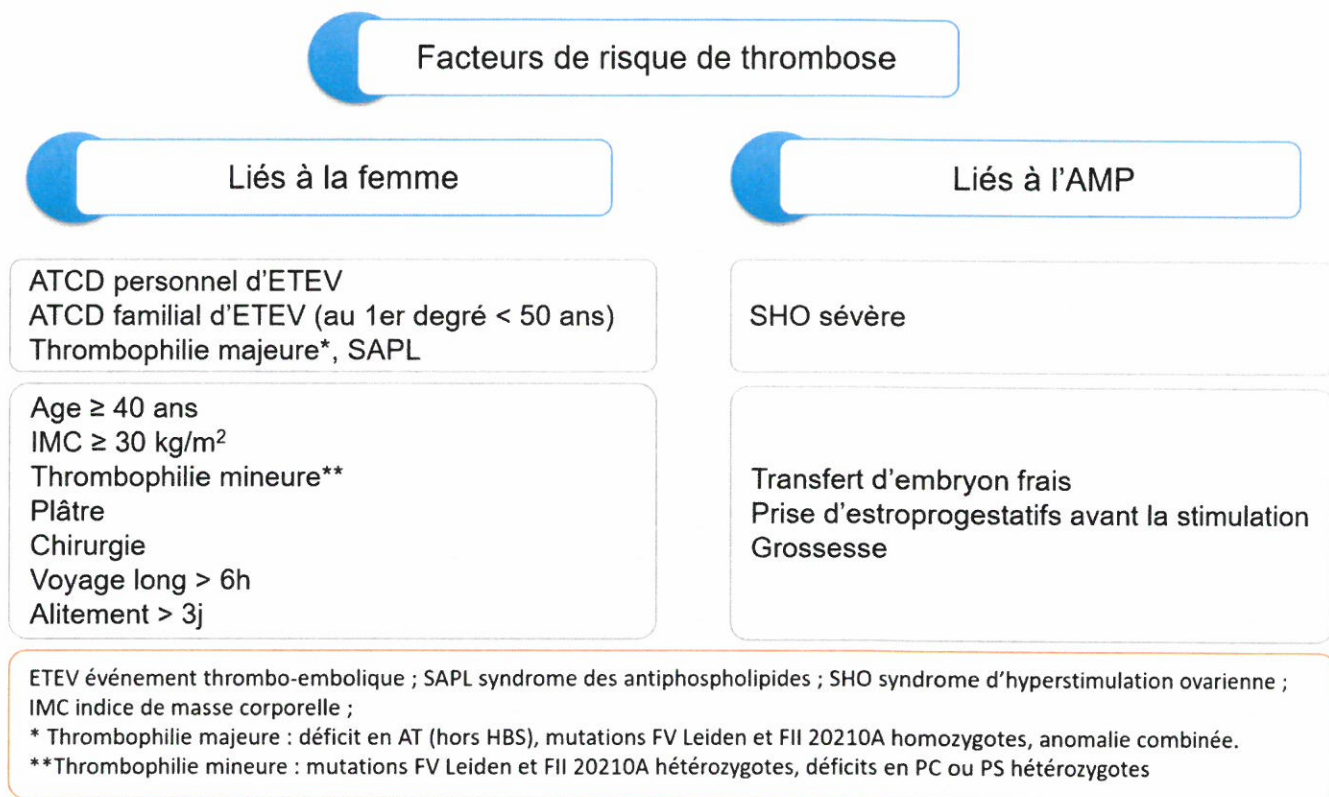 Facteurs de risque de thrombose
Liés à la femme
ATCD personnel d'ETEV
ATCD familial d'ETEV (au 1er degré < 50 ans)
Thrombophilie majeure*, SAPL
Age ≥ 40 ans
IMC ≥ 30 kg/m²
Thrombophilie mineure**
Plâtre
Chirurgie
Voyage long > 6h
Alitement > 3j
Liés à l'AMP
SHO sévère
Transfert d'embryon frais
Prise d'estroprogestatifs avant la stimulation
Grossesse
ETEV événement thrombo-embolique ; SAPL syndrome des antiphospholipides ; SHO syndrome d'hyperstimulation ovarienne ;
IMC indice de masse corporelle ;
* Thrombophilie majeure : déficit en AT (hors HBS), mutations FV Leiden et FII 20210A homozygotes, anomalie combinée.
**Thrombophilie mineure : mutations FV Leiden et FII 20210A hétérozygotes, déficits en PC ou PS hétérozygotes